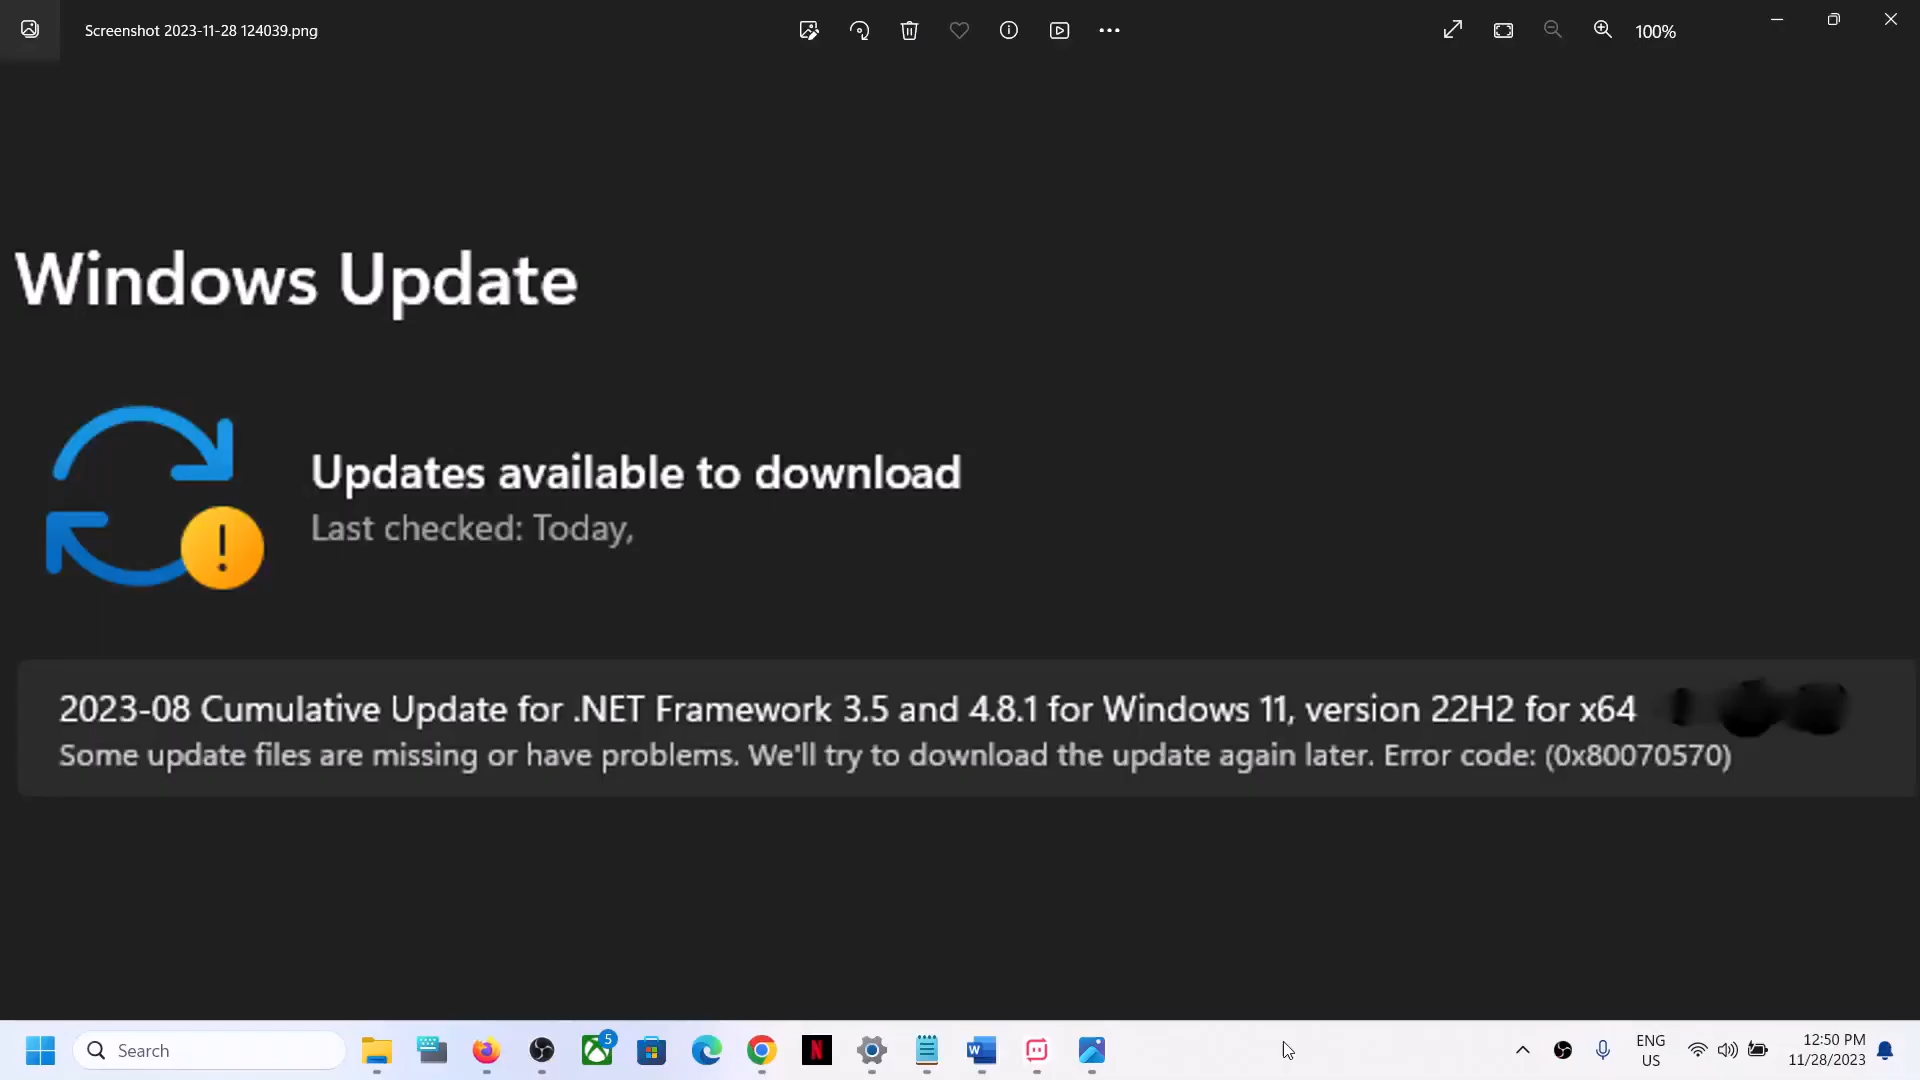 Screenshot 2023-11-28 124039.png
100%
Windows Update
Updates available to download
Last checked: Today,
2023-08 Cumulative Update for .NET Framework 3.5 and 4.8.1 for Windows 11, version 22H2 for x64
Some update files are missing or have problems. We'll try to download the update again later. Error code: (0x80070570)
Search
5
N
W
ENG
US
12:50 PM
11/28/2023